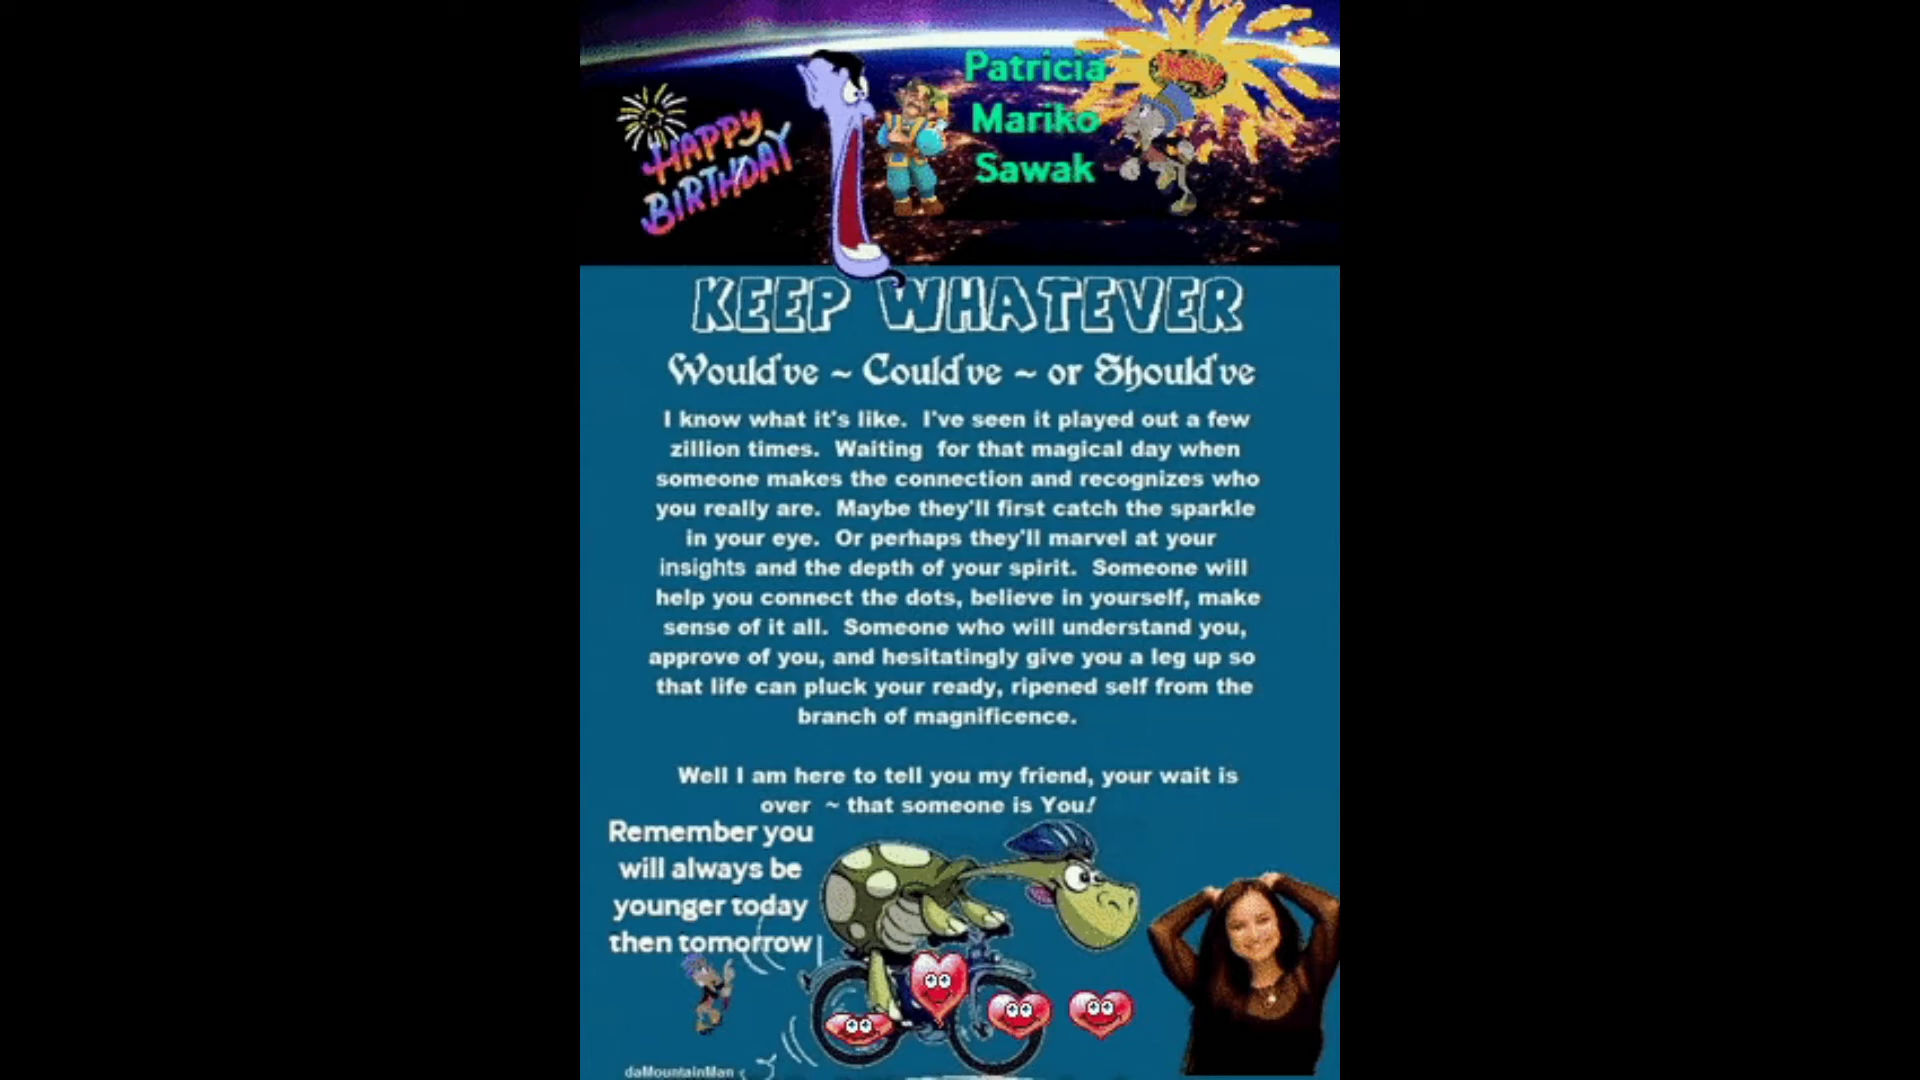 HAPPY
BIRTHDAY
Patricia
Mariko
Sawak
KEEP WHATEVER
Would've ~ Could've ~ or Should've
I know what it's like.  I've seen it played out a few
zillion times.  Waiting  for that magical day when
someone makes the connection and recognizes who
you really are.  Maybe they'll first catch the sparkle
in your eye.  Or perhaps they'll marvel at your
insights and the depth of your spirit.  Someone will
help you connect the dots, believe in yourself, make
sense of it all.  Someone who will understand you,
approve of you, and hesitatingly give you a leg up so
that life can pluck your ready, ripened self from the
branch of magnificence.
Well I am here to tell you my friend, your wait is
over  ~ that someone is You!
Remember you
will always be
younger today
then tomorrow
daMountainMan